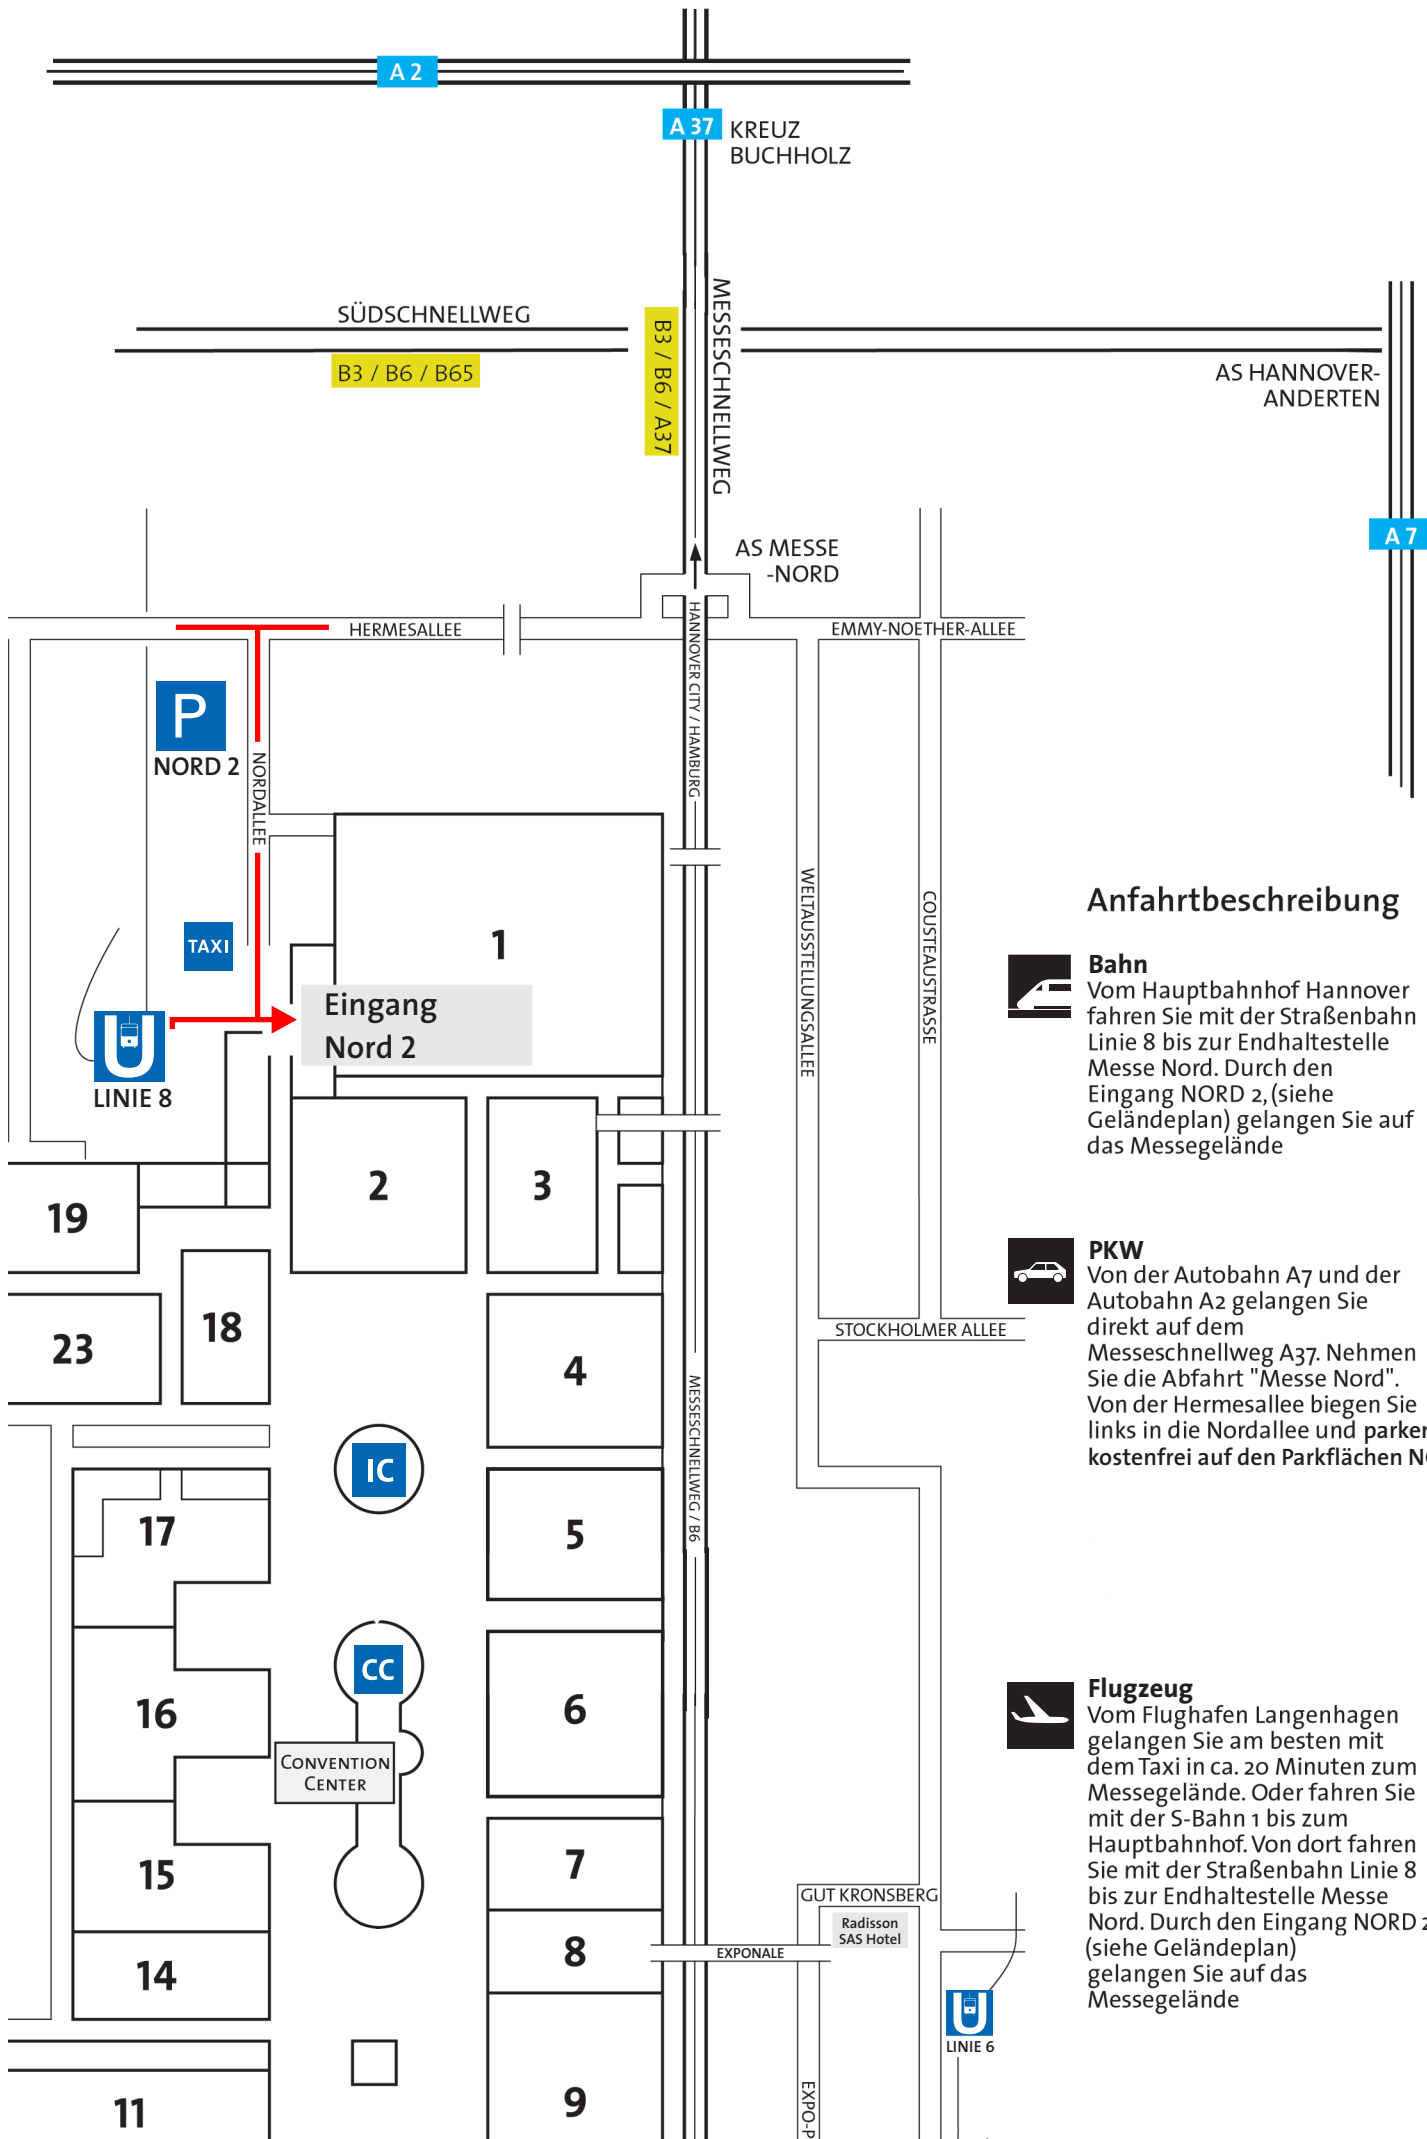 A 2
A 37
KREUZ
BUCHHOLZ
SÜDSCHNELLWEG
B3 / B6 / B65
B3 / B6 / A37
MESSESCHNELLWEG
AS HANNOVER-
ANDERTEN
A 7
AS MESSE
-NORD
HERMESALLEE
EMMY-NOETHER-ALLEE
HANNOVER CITY / HAMBURG
P
NORD 2
NORDALLEE
TAXI
1
Eingang
Nord 2
U
LINIE 8
WELTAUSSTELLUNGSALLEE
COUSTEAUSTRASSE
2
3
19
18
23
4
STOCKHOLMER ALLEE
MESSESCHNELLWEG / B6
IC
17
5
CC
16
6
CONVENTION
CENTER
15
7
14
8
GUT KRONSBERG
Radisson
SAS Hotel
EXPONALE
U
LINIE 6
11
9
EXPO-P
Anfahrtbeschreibung
Bahn
Vom Hauptbahnhof Hannover
fahren Sie mit der Straßenbahn
Linie 8 bis zur Endhaltestelle
Messe Nord. Durch den
Eingang NORD 2, (siehe
Geländeplan) gelangen Sie auf
das Messegelände
PKW
Von der Autobahn A7 und der
Autobahn A2 gelangen Sie
direkt auf dem
Messeschnellweg A37. Nehmen
Sie die Abfahrt "Messe Nord".
Von der Hermesallee biegen Sie
links in die Nordallee und parken
kostenfrei auf den Parkflächen
Flugzeug
Vom Flughafen Langenhagen
gelangen Sie am besten mit
dem Taxi in ca. 20 Minuten zum
Messegelände. Oder fahren Sie
mit der S-Bahn 1 bis zum
Hauptbahnhof. Von dort fahren
Sie mit der Straßenbahn Linie 8
bis zur Endhaltestelle Messe
Nord. Durch den Eingang NORD 2
(siehe Geländeplan)
gelangen Sie auf das
Messegelände